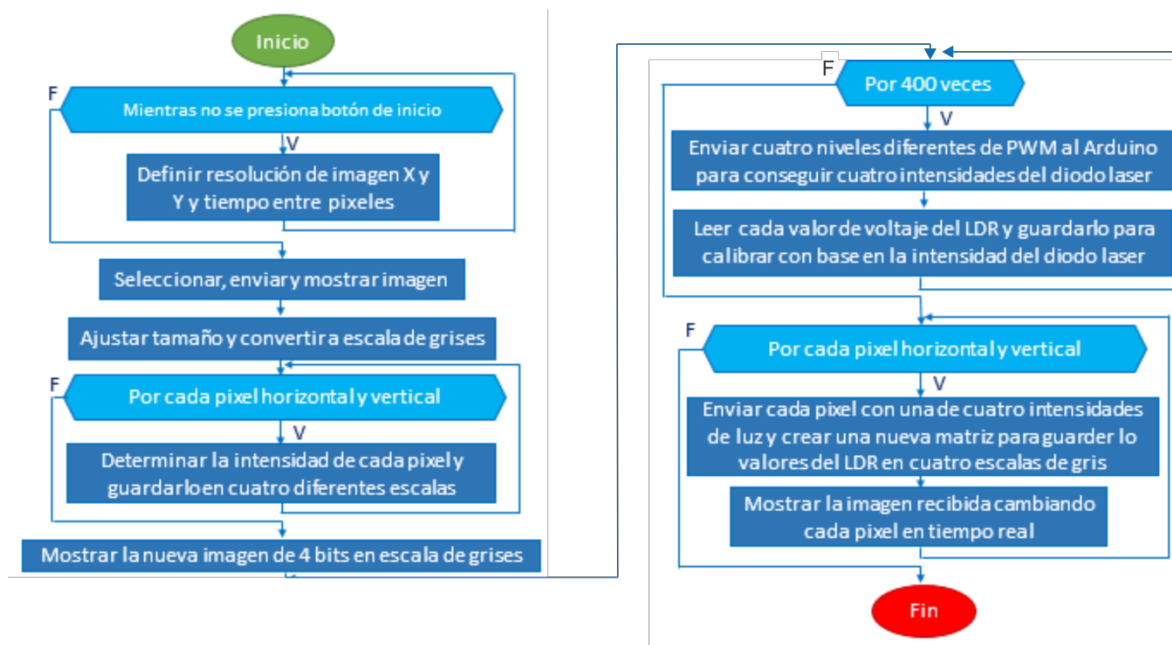 Inicio
F
Mientras no se presiona botón de inicio
V
Definir resolución de imagen X y
Y y tiempo entre pixeles
Seleccionar, enviar y mostrar imagen
Ajustar tamaño y convertir a escala de grises
F
Por cada pixel horizontal y vertical
V
Determinar la intensidad de cada pixel y
guardarlo en cuatro diferentes escalas
Mostrar la nueva imagen de 4 bits en escala de grises
F
Por 400 veces
V
Enviar cuatro niveles diferentes de PWM al Arduino
para conseguir cuatro intensidades del diodo laser
Leer cada valor de voltaje del LDR y guardarlo para
calibrar con base en la intensidad del diodo laser
F
Por cada pixel horizontal y vertical
V
Enviar cada pixel con una de cuatro intensidades
de luz y crear una nueva matriz para guarder lo
valores del LDR en cuatro escalas de gris
Mostrar la imagen recibida cambiando
cada pixel en tiempo real
Fin